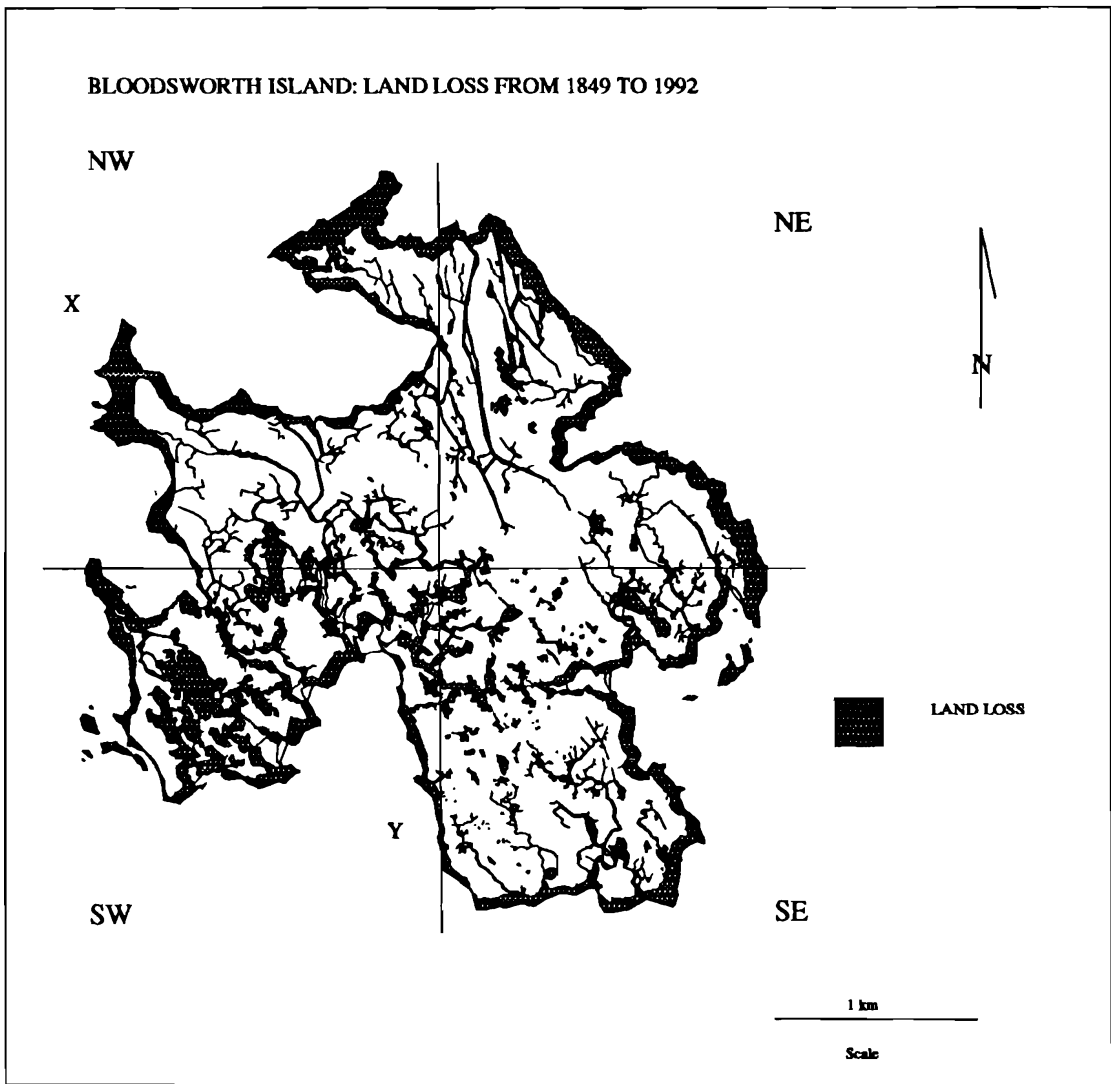 BLOODSWORTH ISLAND: LAND LOSS FROM 1849 TO 1992
NW
NE
X
N
LAND LOSS
Y
SW
SE
1 km
Scale